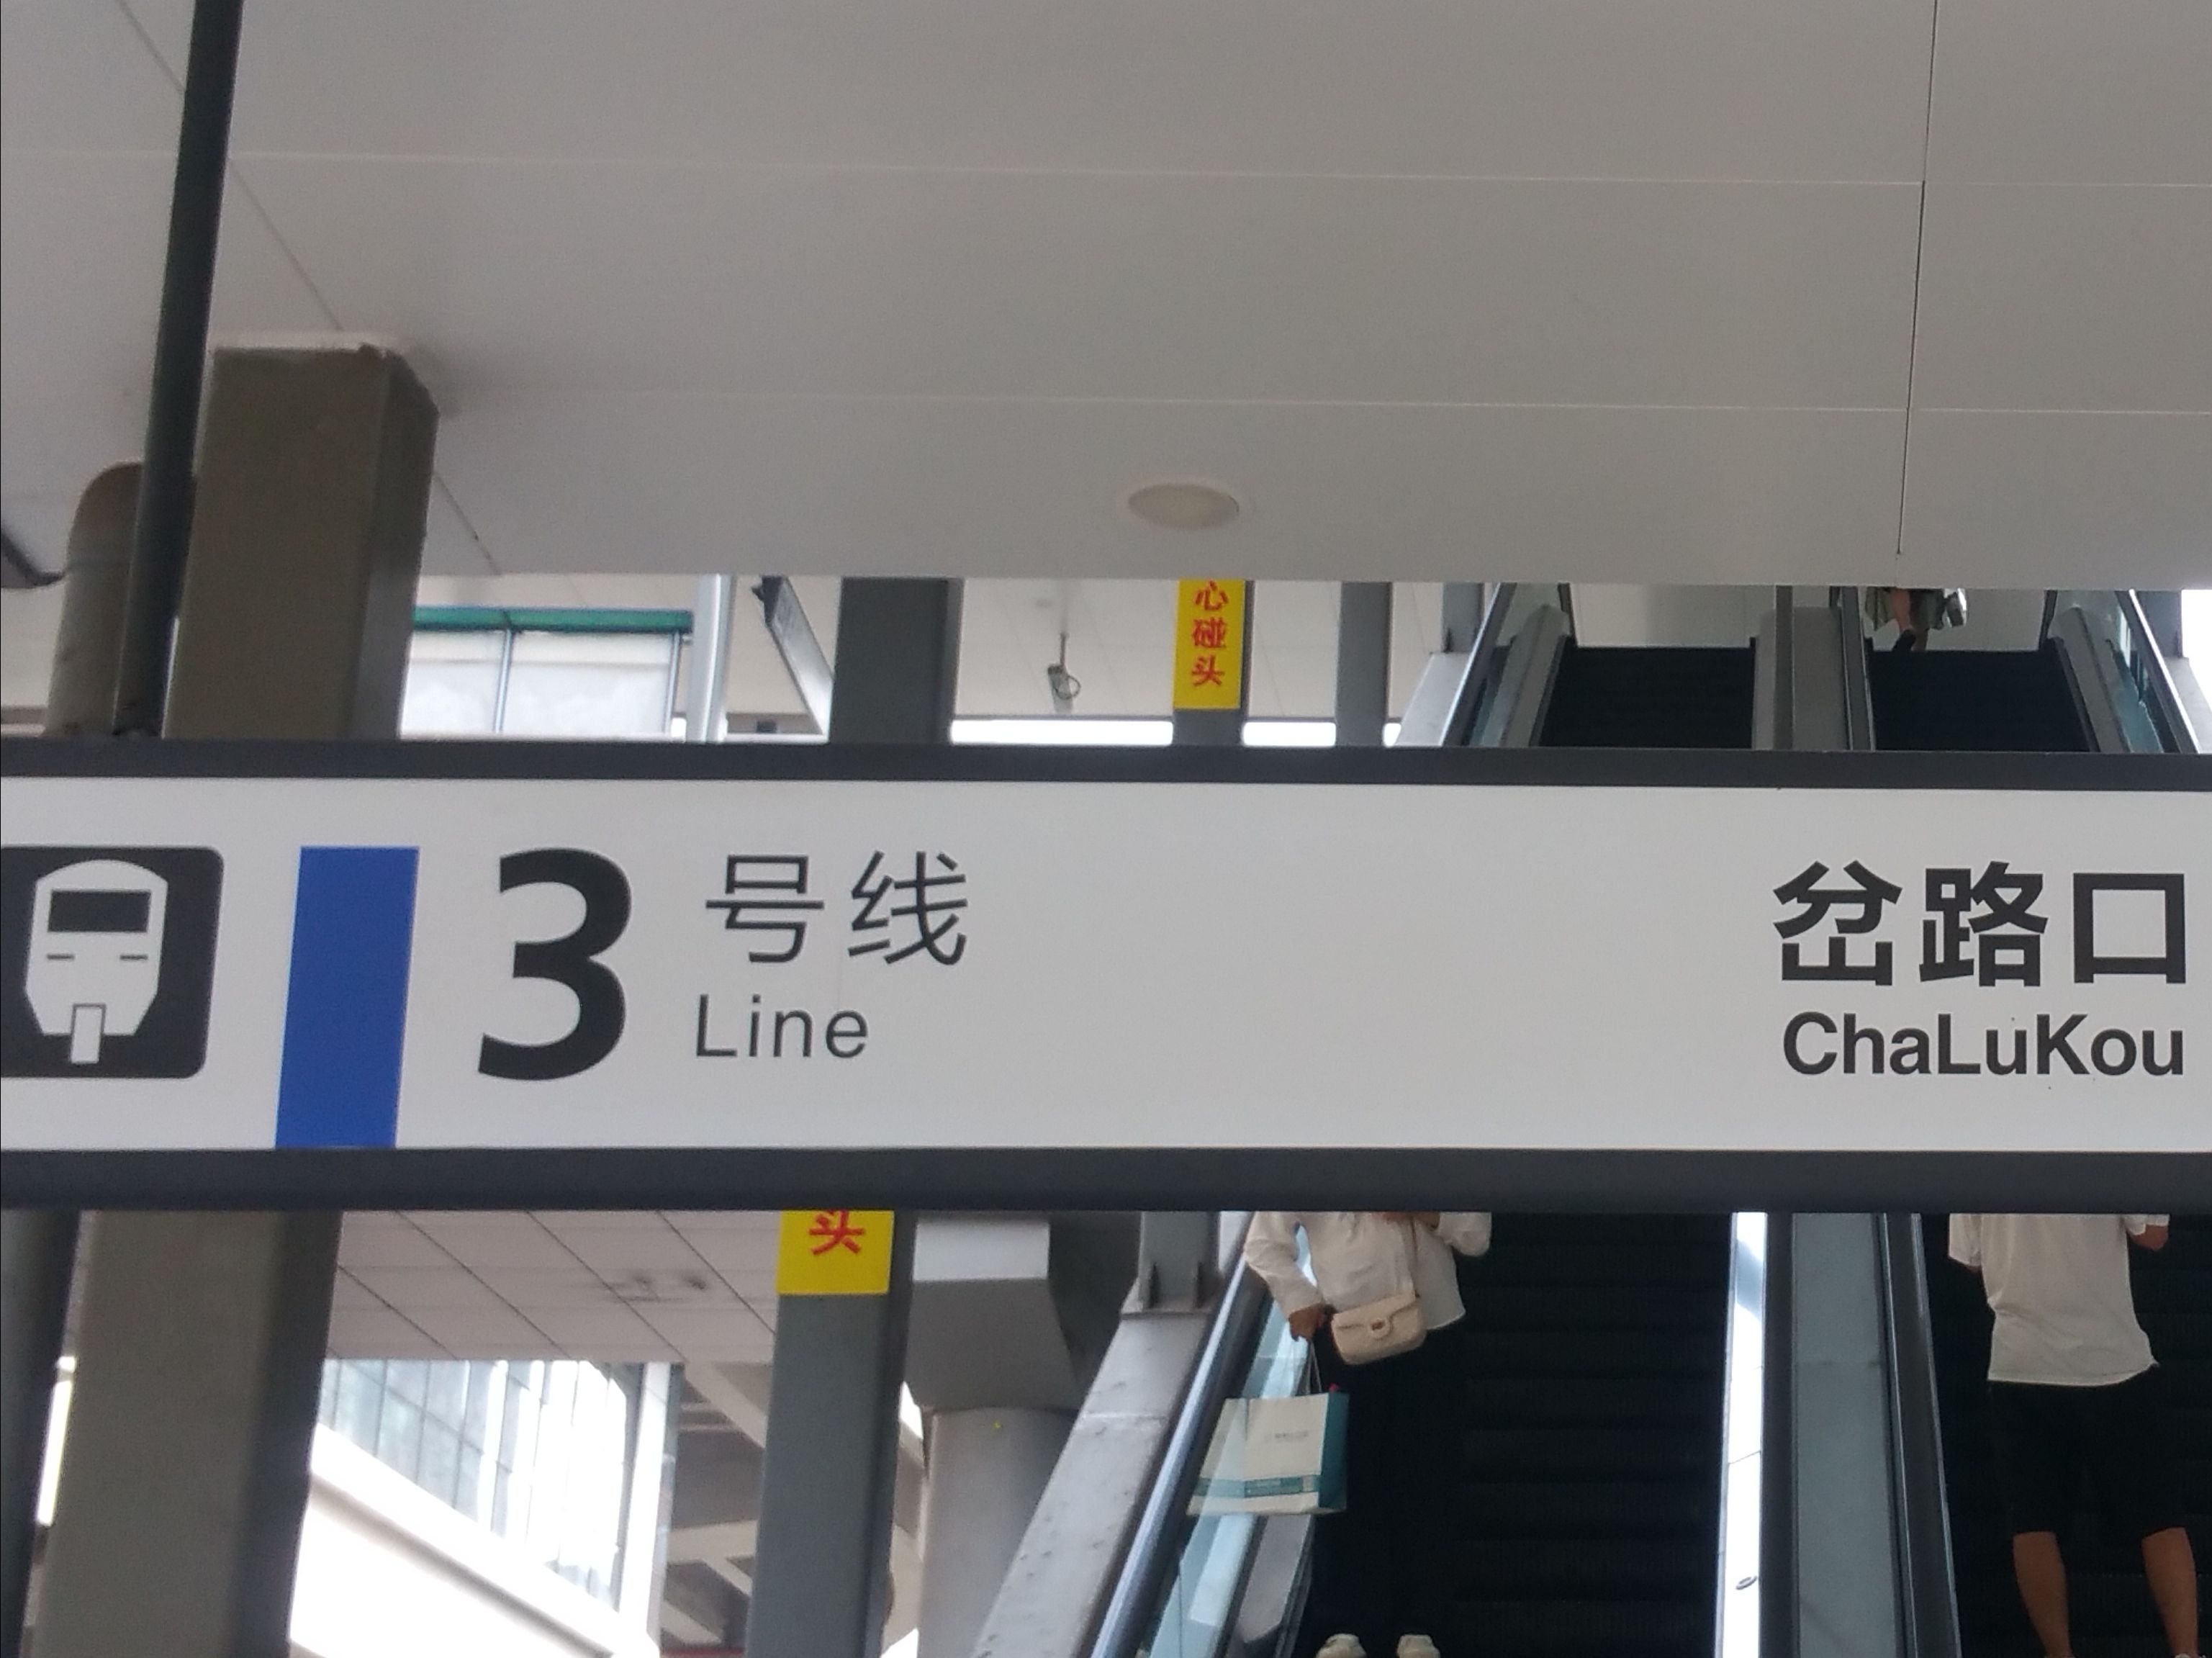 心
碰
头
3 号线
Line
岔路口
ChaLuKou
头